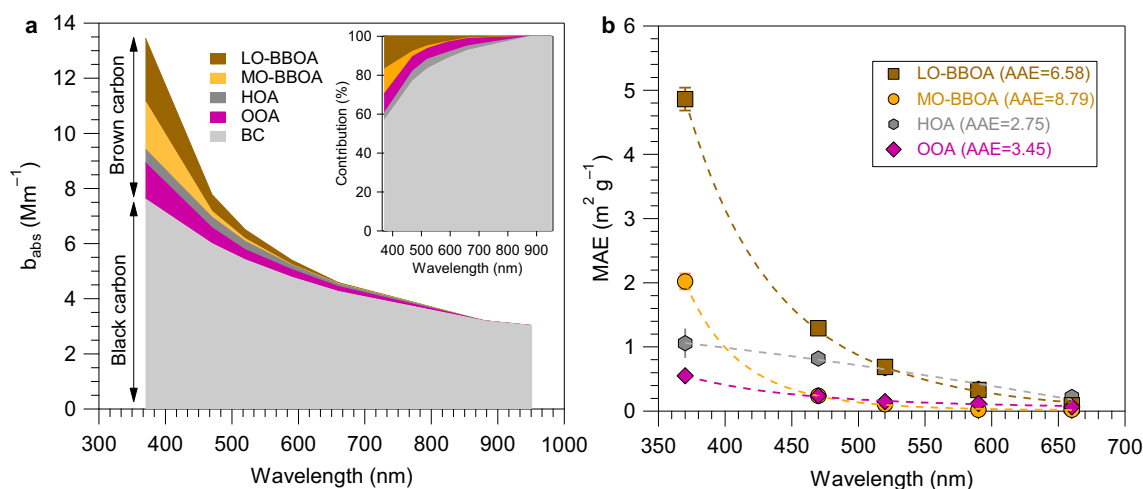 a
14
12
10
8
6
4
2
0
b_abs (Mm⁻¹)
Brown carbon
Black carbon
LO-BBOA
MO-BBOA
HOA
OOA
BC
100
80
60
40
20
0
Contribution (%)
400 500 600 700 800 900
Wavelength (nm)
300 400 500 600 700 800 900 1000
Wavelength (nm)
b
6
5
4
3
2
1
0
MAE (m² g⁻¹)
LO-BBOA (AAE=6.58)
MO-BBOA (AAE=8.79)
HOA (AAE=2.75)
OOA (AAE=3.45)
350 400 450 500 550 600 650 700
Wavelength (nm)